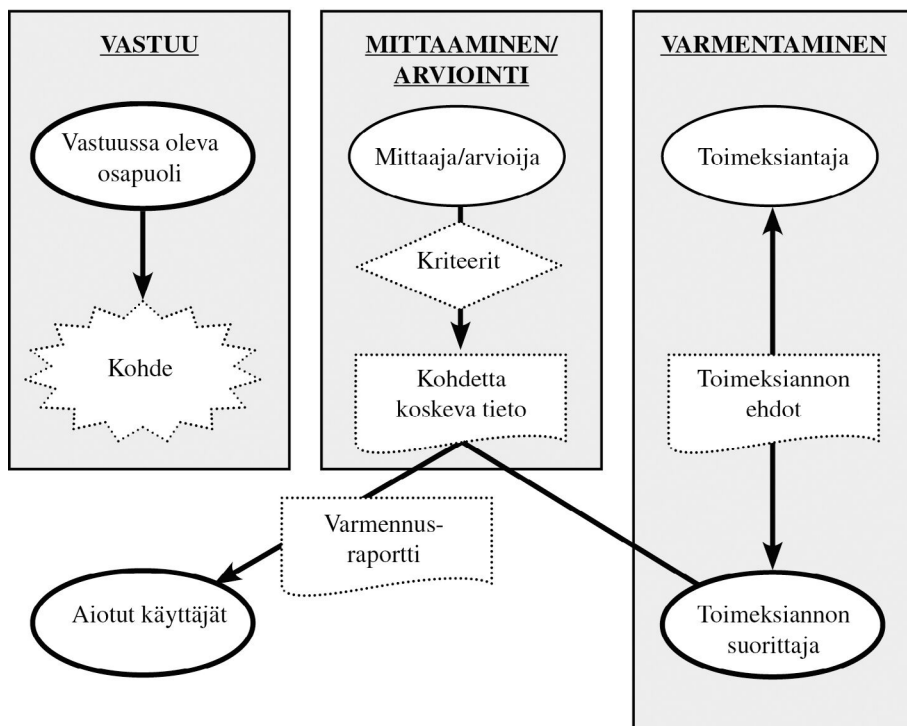 VASTUU
Vastuussa oleva
osapuoli
Kohde
MITTAAMINEN/
ARVIOINTI
Mittaaja/arvioija
Kriteerit
Kohdetta
koskeva tieto
VARMENTAMINEN
Toimeksiantaja
Toimeksiannon
ehdot
Toimeksiannon
suorittaja
Varmennus-
raportti
Aiotut käyttäjät